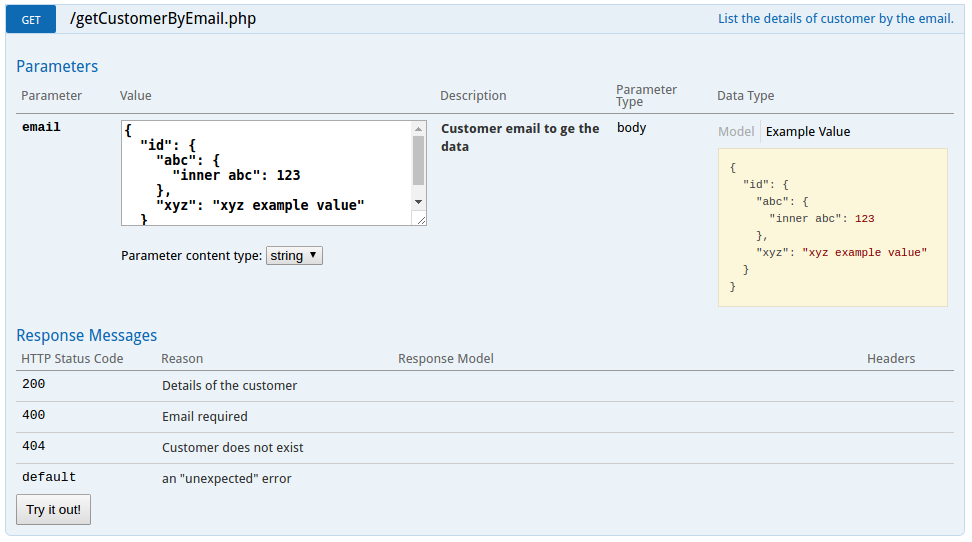 GET /getCustomerByEmail.php List the details of customer by the email.
Parameters
Parameter Value Description Parameter Type Data Type
email
{
"id": {
"abc": {
"inner abc": 123
},
"xyz": "xyz example value"
}
Parameter content type: string
Customer email to ge the
data
body
Model Example Value
{
"id": {
"abc": {
"inner abc": 123
},
"xyz": "xyz example value"
}
}
Response Messages
HTTP Status Code Reason Response Model Headers
200 Details of the customer
400 Email required
404 Customer does not exist
default an "unexpected" error
Try it out!